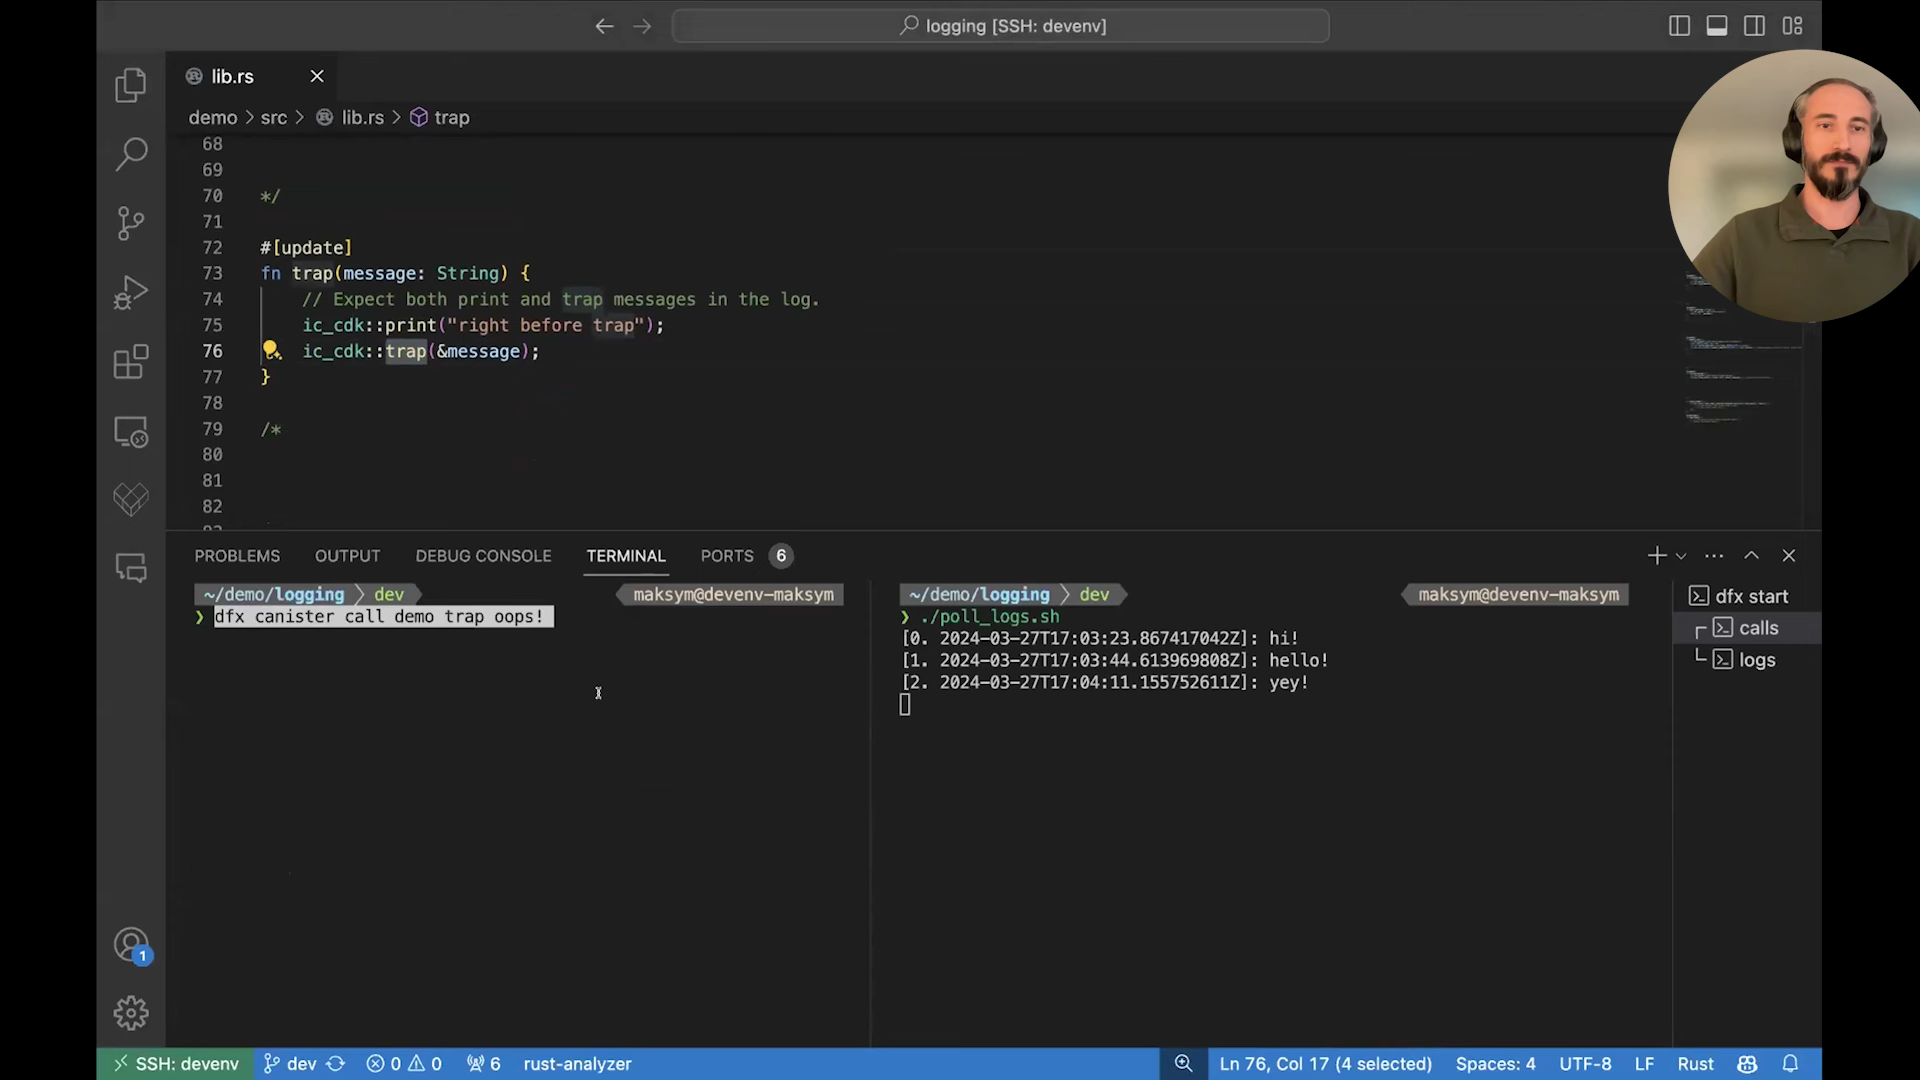 logging [SSH: devenv]
lib.rs
demo > src > lib.rs > trap
68
69
70 */
71
72 #[update]
73 fn trap(message: String) {
74 // Expect both print and trap messages in the log.
75 ic_cdk::print("right before trap");
76 ic_cdk::trap(&message);
77 }
78
79 /*
80
81
82
PROBLEMS OUTPUT DEBUG CONSOLE TERMINAL PORTS 6
~/demo/logging dev maksym@devenv-maksym
❯ dfx canister call demo trap oops!
~/demo/logging dev maksym@devenv-maksym
❯ ./poll_logs.sh
[0. 2024-03-27T17:03:23.867417042Z]: hi!
[1. 2024-03-27T17:03:44.613969808Z]: hello!
[2. 2024-03-27T17:04:11.155752611Z]: yey!
dfx start
calls
logs
1
SSH: devenv dev 0 0 6 rust-analyzer Ln 76, Col 17 (4 selected) Spaces: 4 UTF-8 LF Rust